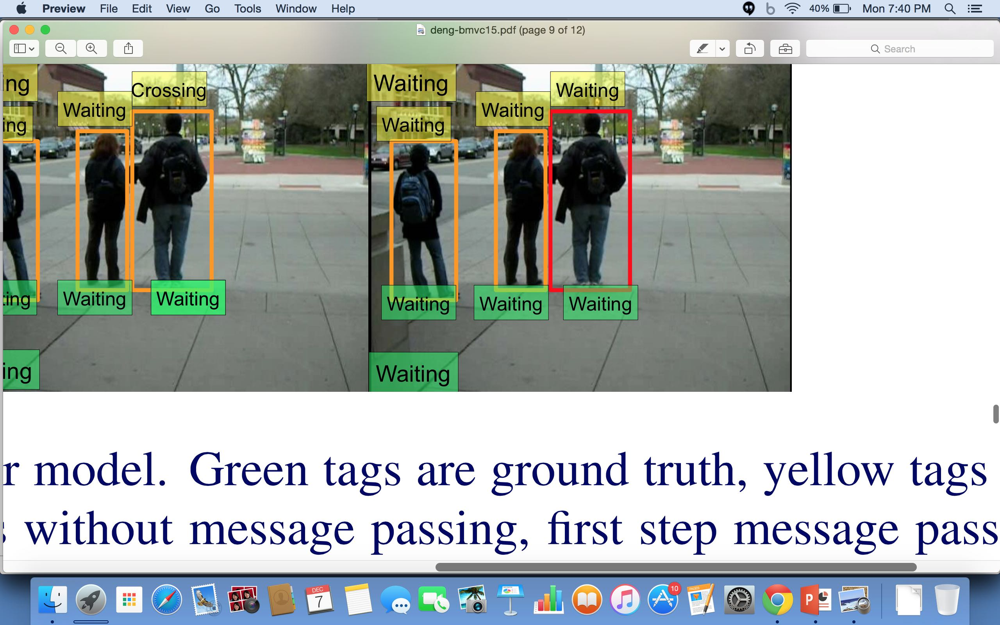 Preview File Edit View Go Tools Window Help 40% Mon 7:40 PM
deng-bmvc15.pdf (page 9 of 12)
Search
ing
Crossing
Waiting
ing
Waiting
Waiting
Waiting
Waiting
ting
Waiting
Waiting
Waiting
Waiting
Waiting
ing
Waiting
r model. Green tags are ground truth, yellow tags
s without message passing, first step message pass
DEC
7
10
PAGES
P